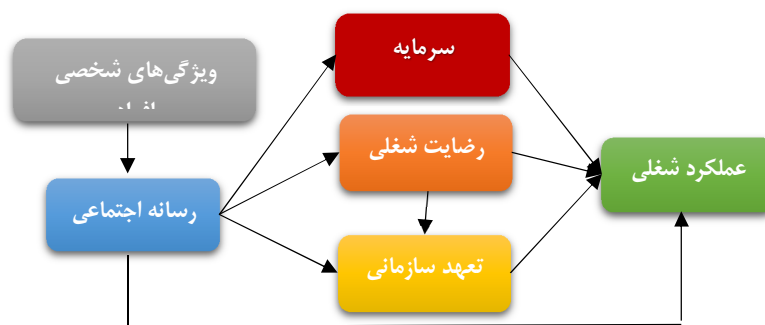 سرمایه
ویژگی‌های شخصی
رضایت شغلی
عملکرد شغلی
رسانه اجتماعی
تعهد سازمانی